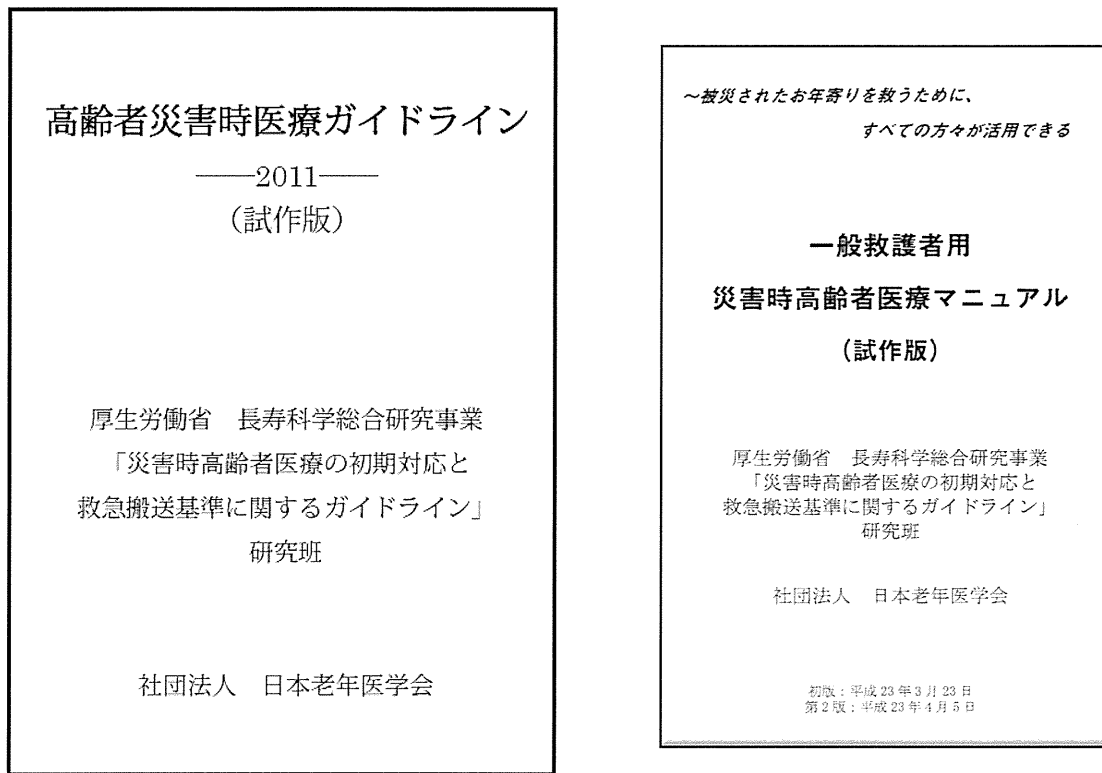 高齢者災害時医療ガイドライン
——2011——
（試作版）
厚生労働省　長寿科学総合研究事業
「災害時高齢者医療の初期対応と
救急搬送基準に関するガイドライン」
研究班
社団法人　日本老年医学会
～被災されたお年寄りを救うために、
すべての方々が活用できる
一般救護者用
災害時高齢者医療マニュアル
（試作版）
厚生労働省　長寿科学総合研究事業
「災害時高齢者医療の初期対応と
救急搬送基準に関するガイドライン」
研究班
社団法人　日本老年医学会
初版：平成23年3月23日
第2版：平成23年4月5日